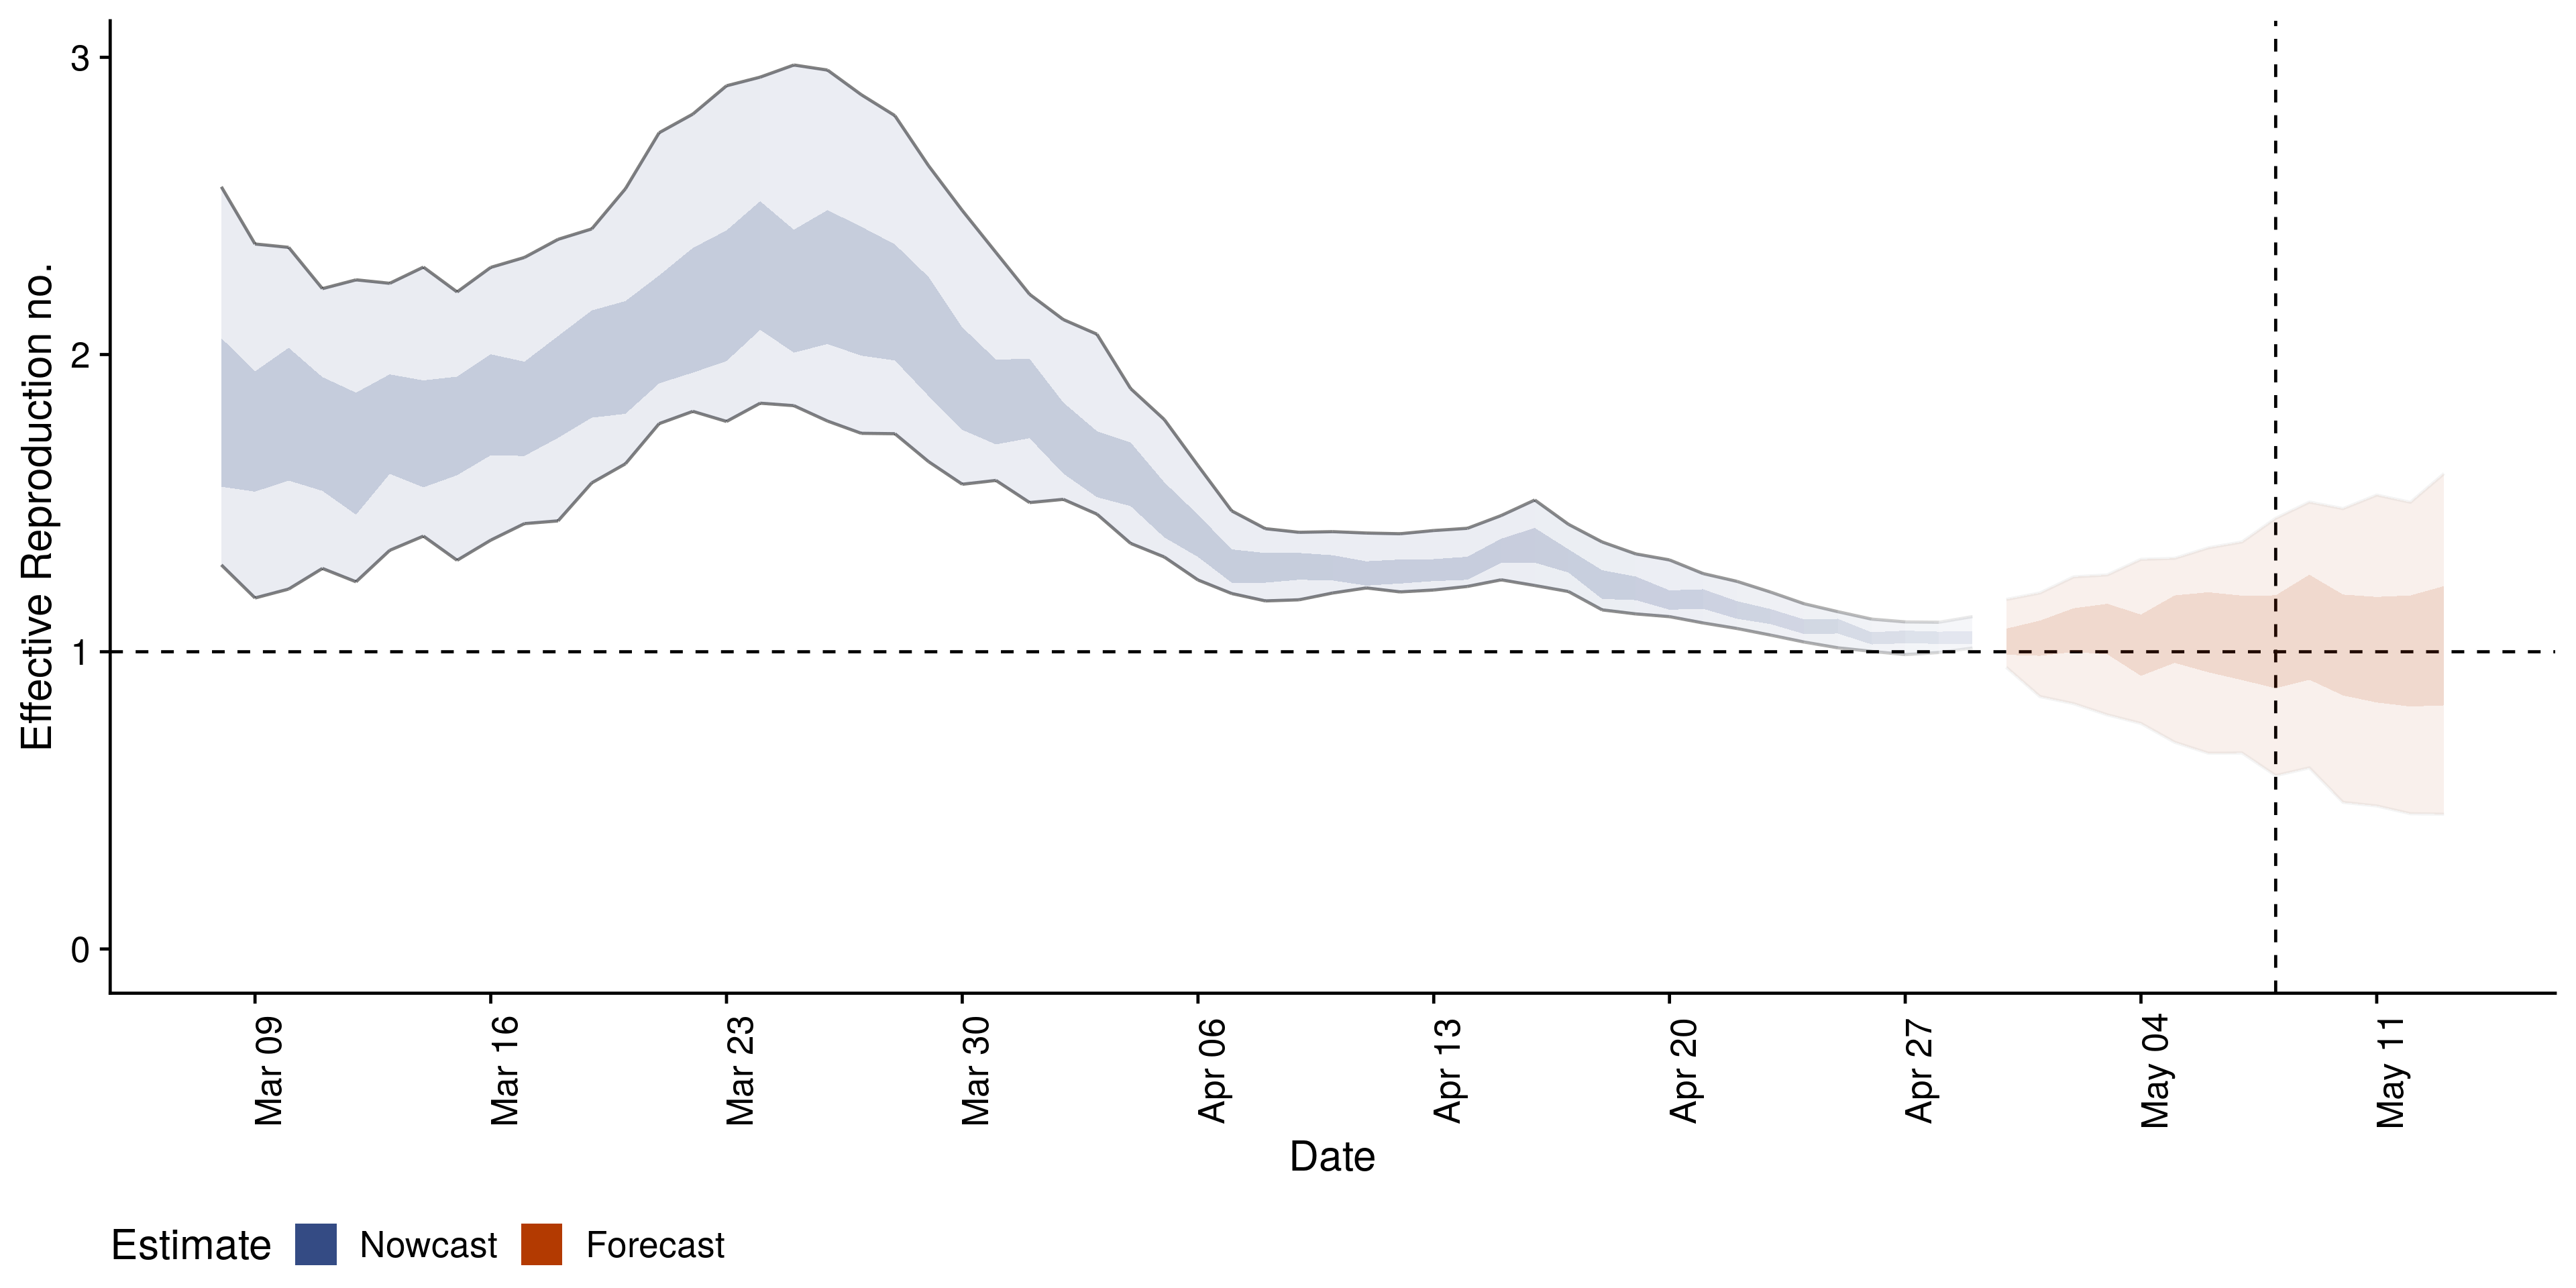 Effective Reproduction no.
3
2
1
0
Mar 09
Mar 16
Mar 23
Mar 30
Apr 06
Apr 13
Apr 20
Apr 27
May 04
May 11
Date
Estimate Nowcast Forecast